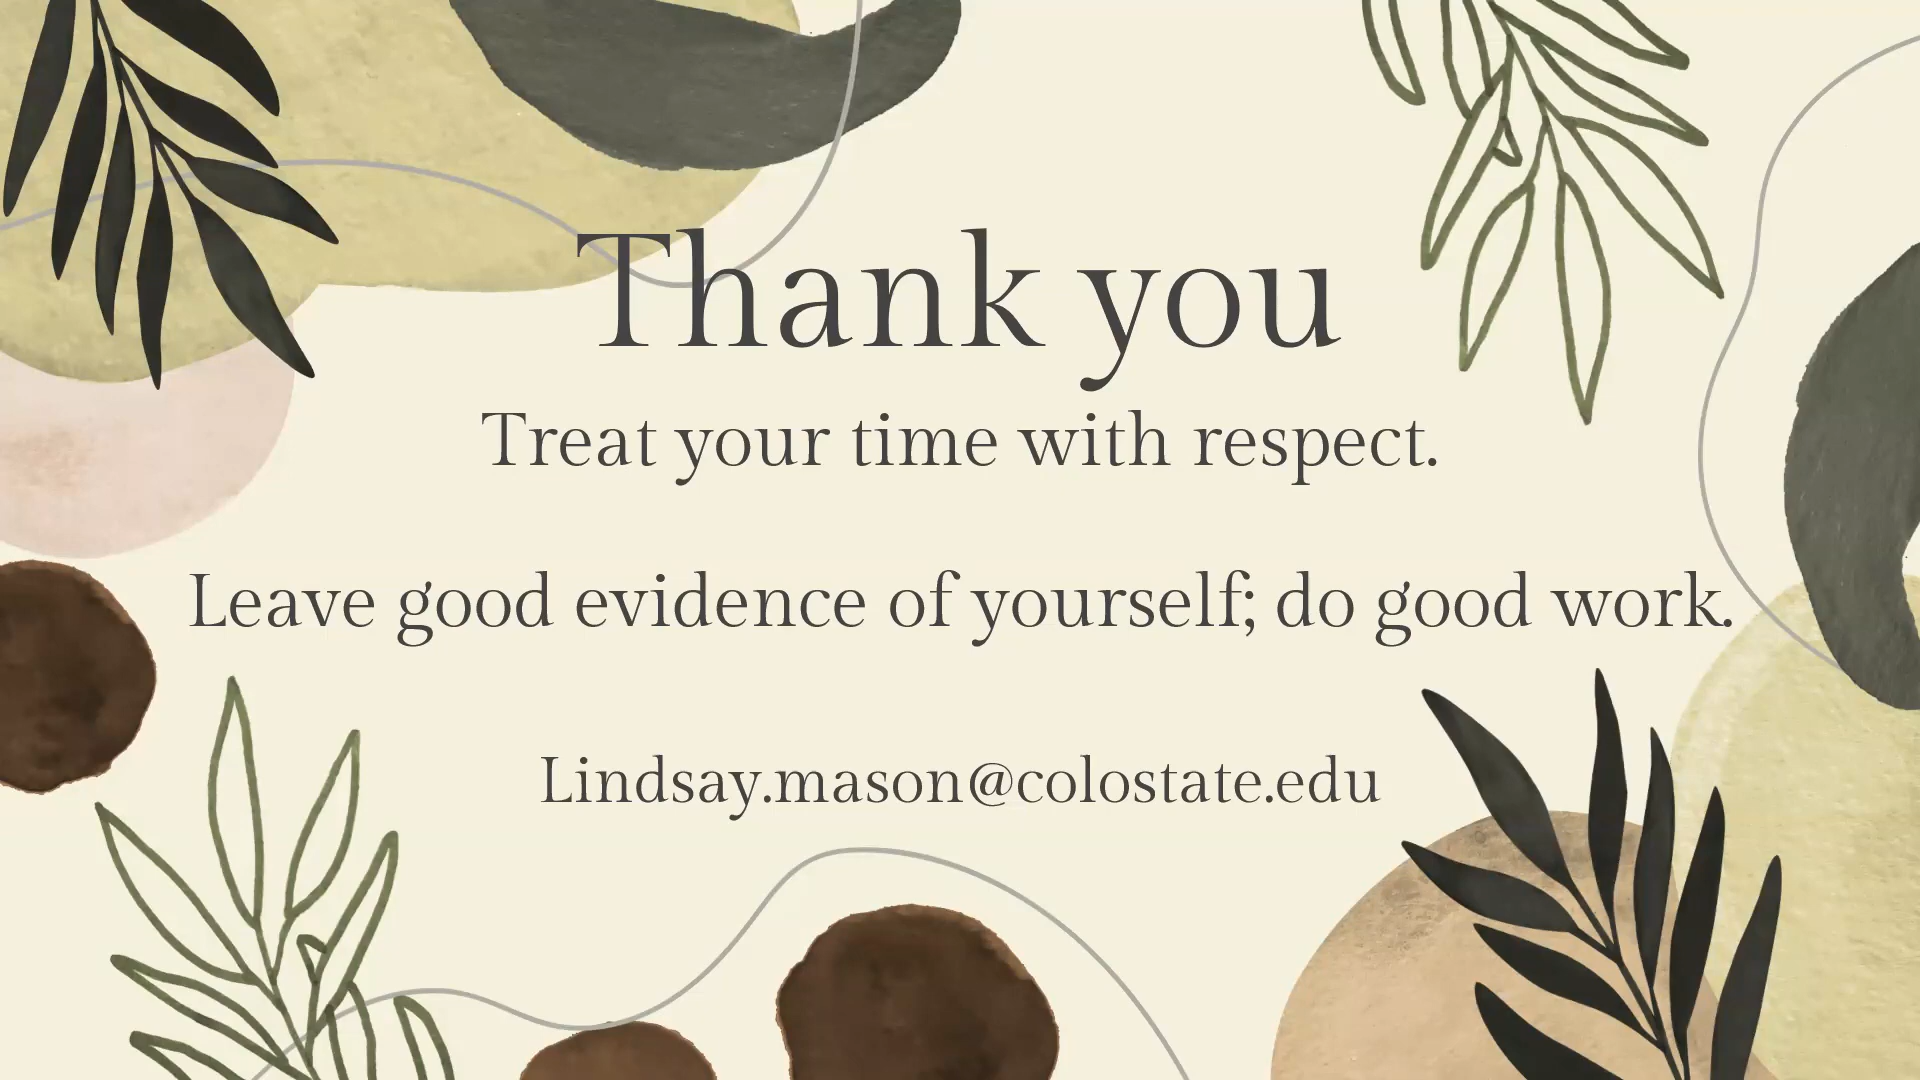 Thank you
Treat your time with respect.
Leave good evidence of yourself; do good work.
Lindsay.mason@colostate.edu